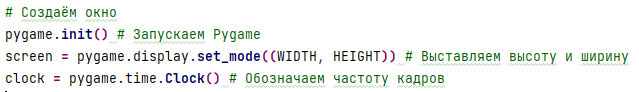 # Создаём окно
pygame.init() # Запускаем Pygame
screen = pygame.display.set_mode((WIDTH, HEIGHT)) # Выставляем высоту и ширину
clock = pygame.time.Clock() # Обозначаем частоту кадров